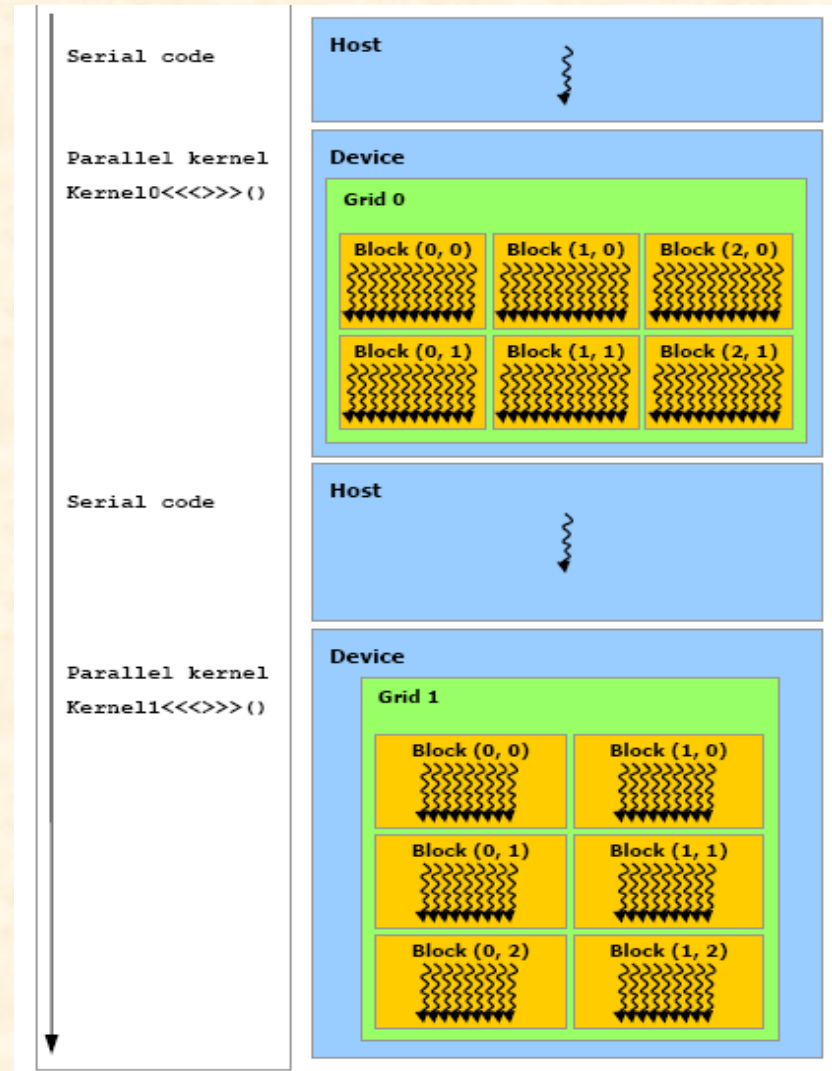 Serial code
Host
Parallel kernel
Kernel0<<<>>>()
Device
Grid 0
Block (0, 0) Block (1, 0) Block (2, 0)
Block (0, 1) Block (1, 1) Block (2, 1)
Serial code
Host
Parallel kernel
Kernel1<<<>>>()
Device
Grid 1
Block (0, 0) Block (1, 0)
Block (0, 1) Block (1, 1)
Block (0, 2) Block (1, 2)